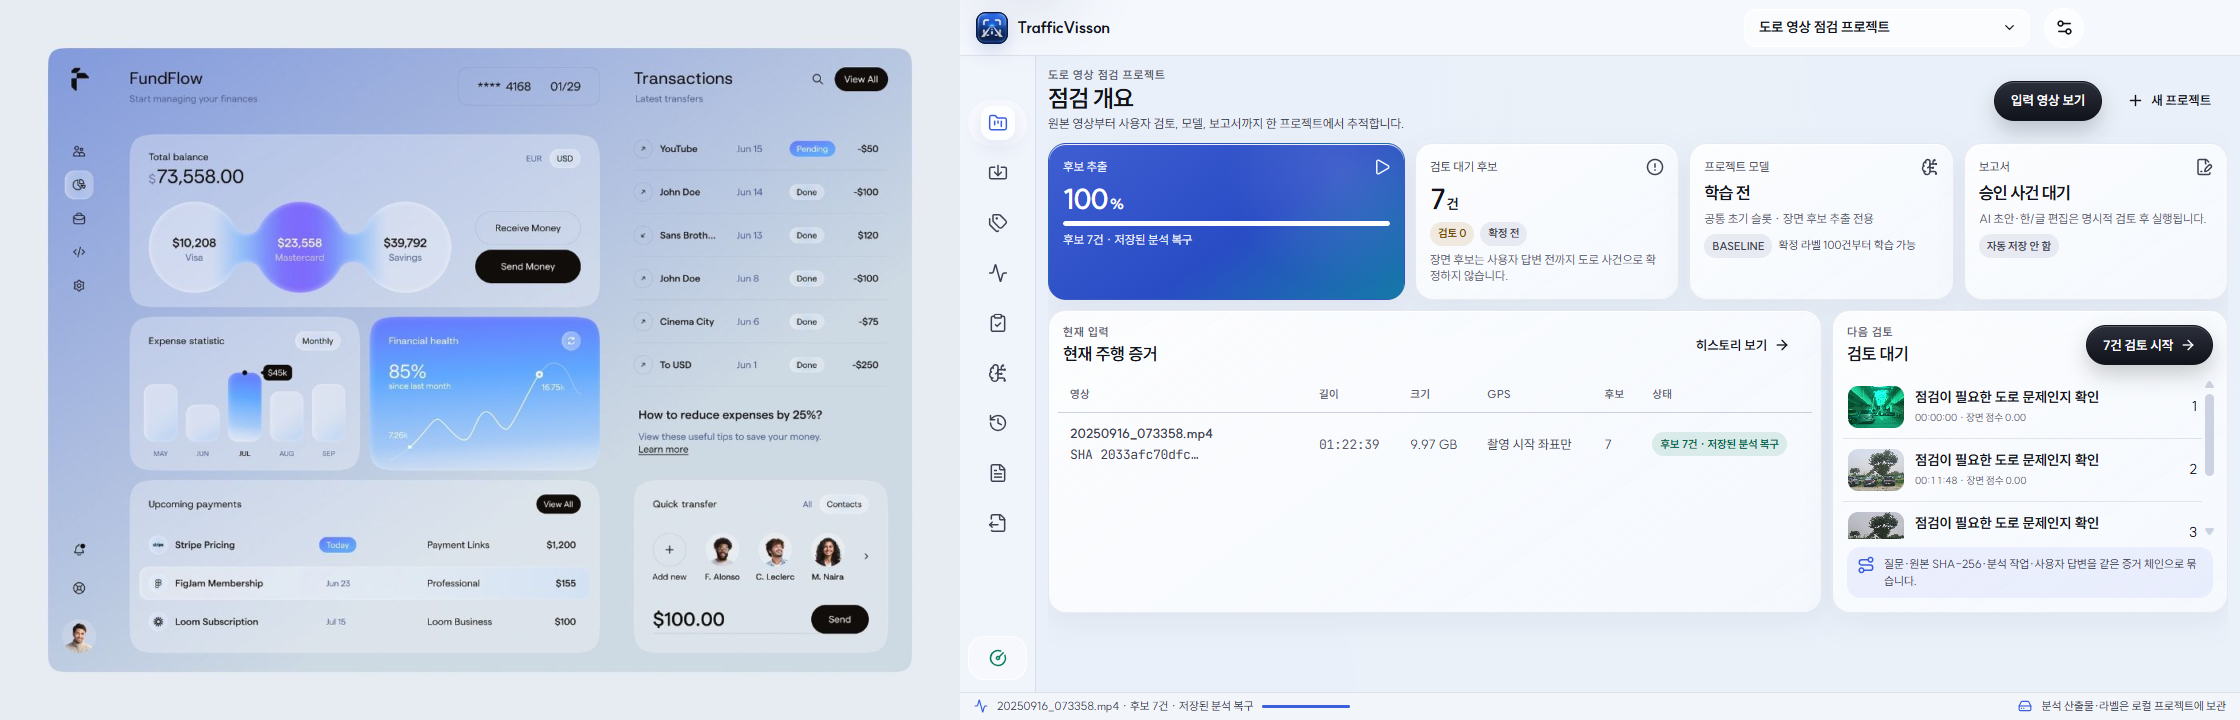 FundFlow
Start managing your finances
**** 4168 01/29
Total balance
EUR USD
$73,558.00
$10,208
Visa
$23,558
Mastercard
$39,792
Savings
Receive Money
Send Money
Expense statistic
Monthly
$45k
MAY JUN JUL AUG SEP
Financial health
85%
since last month
16.75k
7.26k
Upcoming payments
View All
Stripe Pricing Today Payment Links $1,200
FigJam Membership Jun 23 Professional $155
Loom Subscription Jul 15 Loom Business $100
Transactions
Latest transfers
View All
YouTube Jun 15 Pending -$50
John Doe Jun 14 Done -$100
Sans Broth... Jun 13 Done $120
John Doe Jun 8 Done -$100
Cinema City Jun 6 Done -$75
To USD Jun 1 Done -$250
How to reduce expenses by 25%?
View these useful tips to save your money.
Learn more
Quick transfer
All Contacts
Add new F. Alonso C. Leclerc M. Naira
$100.00
Send
TrafficVisson
도로 영상 점검 프로젝트
도로 영상 점검 프로젝트
점검 개요
원본 영상부터 사용자 검토, 모델, 보고서까지 한 프로젝트에서 추적합니다.
입력 영상 보기
새 프로젝트
후보 추출
100%
후보 7건 · 저장된 분석 복구
검토 대기 후보
7건
검토 0 확정 전
장면 후보는 사용자 답변 전까지 도로 사건으로 확
정하지 않습니다.
프로젝트 모델
학습 전
공통 초기 슬롯 · 장면 후보 추출 전용
BASELINE 확정 라벨 100건부터 학습 가능
보고서
승인 사건 대기
AI 초안·한/글 편집은 명시적 검토 후 실행됩니다.
자동 저장 안 함
현재 입력
현재 주행 증거
히스토리 보기
영상 길이 크기 GPS 후보 상태
20250916_073358.mp4
SHA 2033afc70dfc…
01:22:39 9.97 GB 촬영 시작 좌표만 7 후보 7건 · 저장된 분석 복구
다음 검토
검토 대기
7건 검토 시작
점검이 필요한 도로 문제인지 확인
00:00:00 · 장면 점수 0.00
1
점검이 필요한 도로 문제인지 확인
00:11:48 · 장면 점수 0.00
2
점검이 필요한 도로 문제인지 확인
3
질문·원본 SHA-256·분석 작업·사용자 답변을 같은 증거 체인으로 묶
습니다.
20250916_073358.mp4 · 후보 7건 · 저장된 분석 복구
분석 산출물·라벨은 로컬 프로젝트에 보관